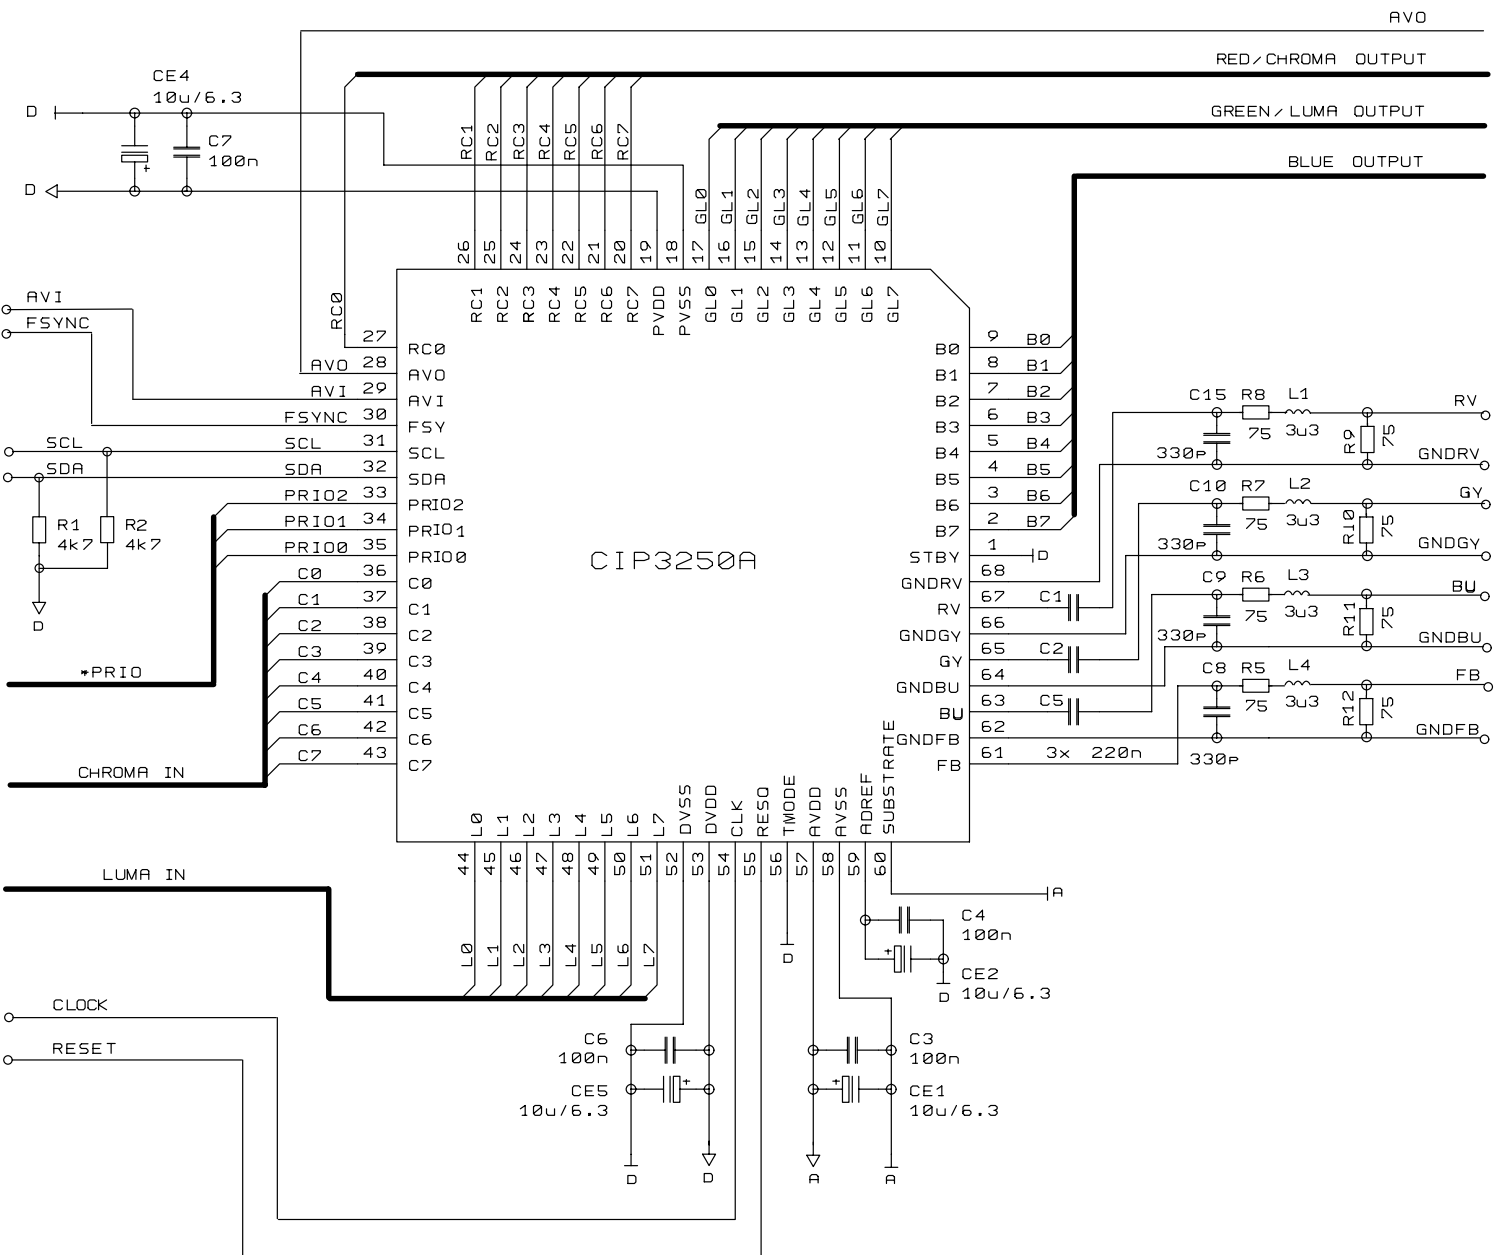 AVO
RED/CHROMA OUTPUT
GREEN/LUMA OUTPUT
BLUE OUTPUT
CE4
10u/6.3
D
C7
100n
D
RC1
RC2
RC3
RC4
RC5
RC6
RC7
GL0
GL1
GL2
GL3
GL4
GL5
GL6
GL7
26
25
24
23
22
21
20
19
18
17
16
15
14
13
12
11
10
RC1
RC2
RC3
RC4
RC5
RC6
RC7
PVDD
PVSS
GL0
GL1
GL2
GL3
GL4
GL5
GL6
GL7
AVI
FSYNC
RC0
27
RC0
AVO 28
AVO
AVI 29
AVI
FSYNC 30
FSY
SCL
SCL 31
SCL
SDA
SDA 32
SDA
PRIO2 33
PRIO2
PRIO1 34
PRIO1
PRIO0 35
PRIO0
R1
4k7
R2
4k7
D
C0 36
C0
C1 37
C1
C2 38
C2
C3 39
C3
C4 40
C4
C5 41
C5
C6 42
C6
C7 43
C7
*PRIO
CHROMA IN
CIP3250A
B0
9 B0
B1
8 B1
B2
7 B2
B3
6 B3
B4
5 B4
B5
4 B5
B6
3 B6
B7
2 B7
STBY
1
D
GNDRV
68
RV
67
C1
GNDGY
66
GY
65
C2
GNDBU
64
BU
63
C5
GNDFB
62
FB
61
3x 220n
C15 R8 L1
RV
75 3u3
R9
75
330p
GNDRV
C10 R7 L2
GY
75 3u3
R10
75
330p
GNDGY
C9 R6 L3
BU
75 3u3
R11
75
330p
GNDBU
C8 R5 L4
FB
75 3u3
R12
75
GNDFB
330p
L0
L1
L2
L3
L4
L5
L6
L7
DVSS
DVDD
CLK
RESQ
TMODE
AVDD
AVSS
ADREF
SUBSTRATE
44
45
46
47
48
49
50
51
52
53
54
55
56
57
58
59
60
LUMA IN
L0
L1
L2
L3
L4
L5
L6
L7
D
A
C4
100n
CE2
10u/6.3
D
CLOCK
RESET
C6
100n
CE5
10u/6.3
D
D
C3
100n
CE1
10u/6.3
A
A